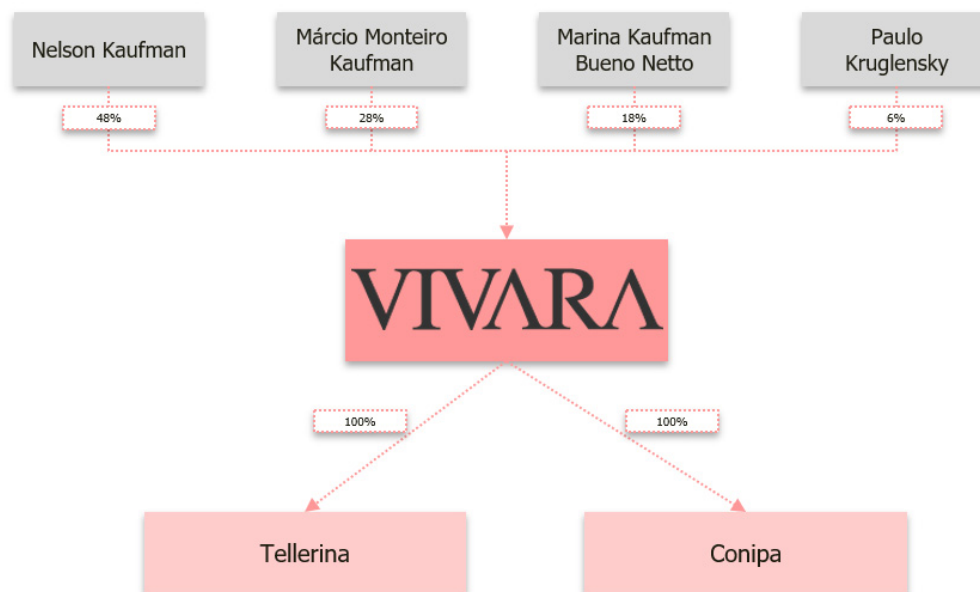 Nelson Kaufman
Márcio Monteiro
Kaufman
Marina Kaufman
Bueno Netto
Paulo
Kruglensky
48%
28%
18%
6%
VIVARA
100%
100%
Tellerina
Conipa